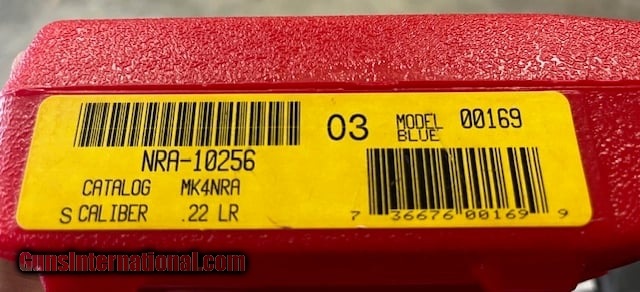 NRA-10256
CATALOG MK4NRA
S CALIBER .22 LR
03
MODEL 00169
BLUE
7 36676 00169 9
GunsInternational.com